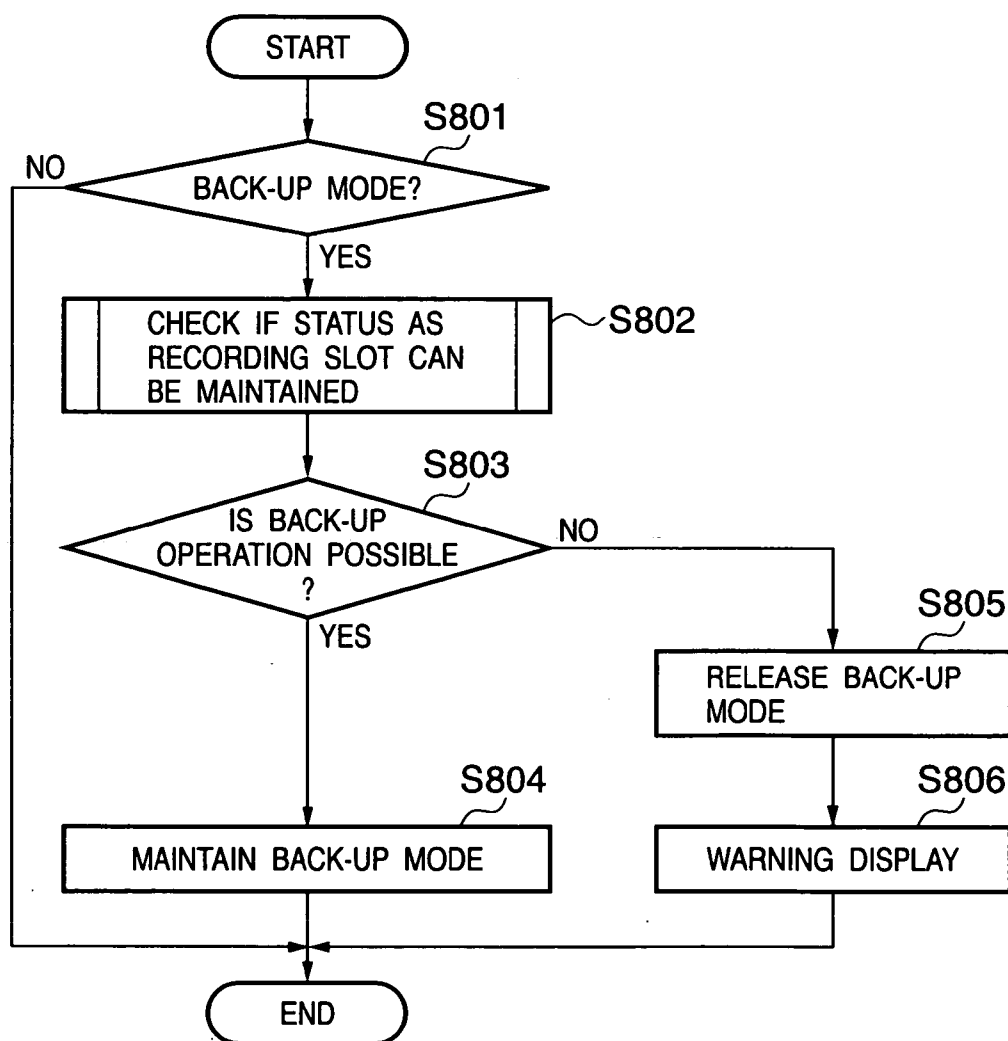 START
S801
NO
BACK-UP MODE?
YES
CHECK IF STATUS AS
RECORDING SLOT CAN
BE MAINTAINED
S802
S803
IS BACK-UP
OPERATION POSSIBLE
?
NO
YES
S805
RELEASE BACK-UP
MODE
S804
S806
MAINTAIN BACK-UP MODE
WARNING DISPLAY
END